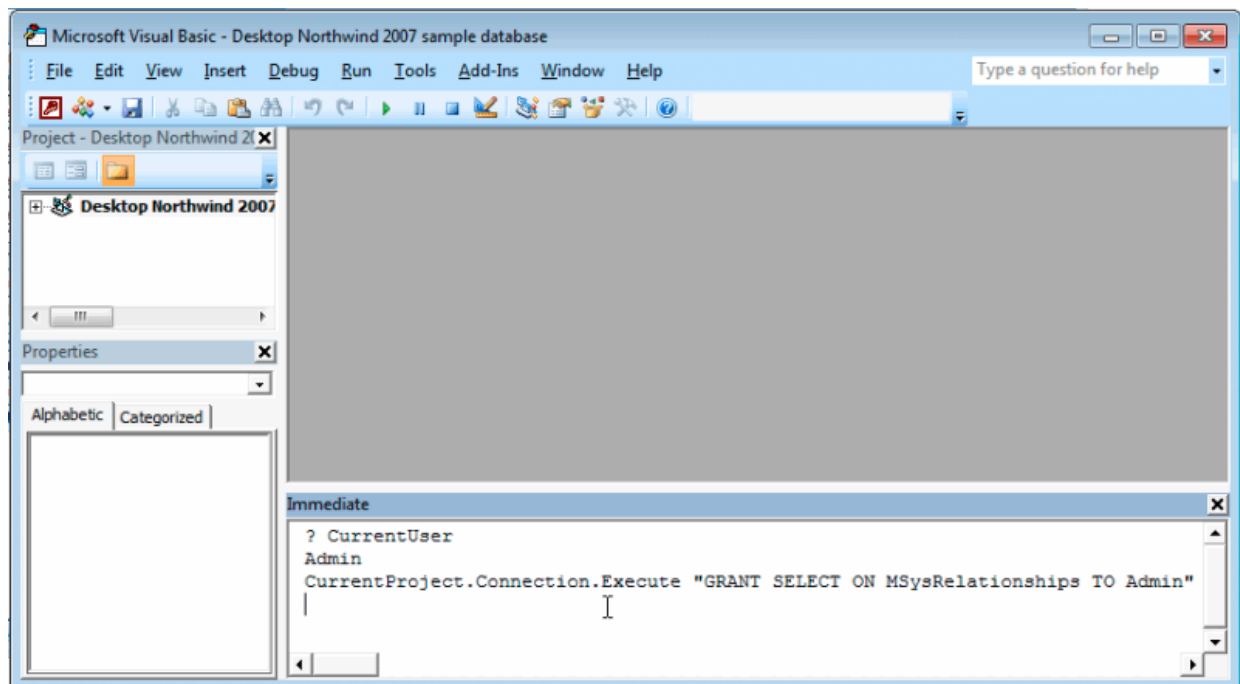 Microsoft Visual Basic - Desktop Northwind 2007 sample database
File Edit View Insert Debug Run Tools Add-Ins Window Help
Type a question for help
Project - Desktop Northwind 20
Desktop Northwind 2007
Properties
Alphabetic Categorized
Immediate
? CurrentUser
Admin
CurrentProject.Connection.Execute "GRANT SELECT ON MSysRelationships TO Admin"